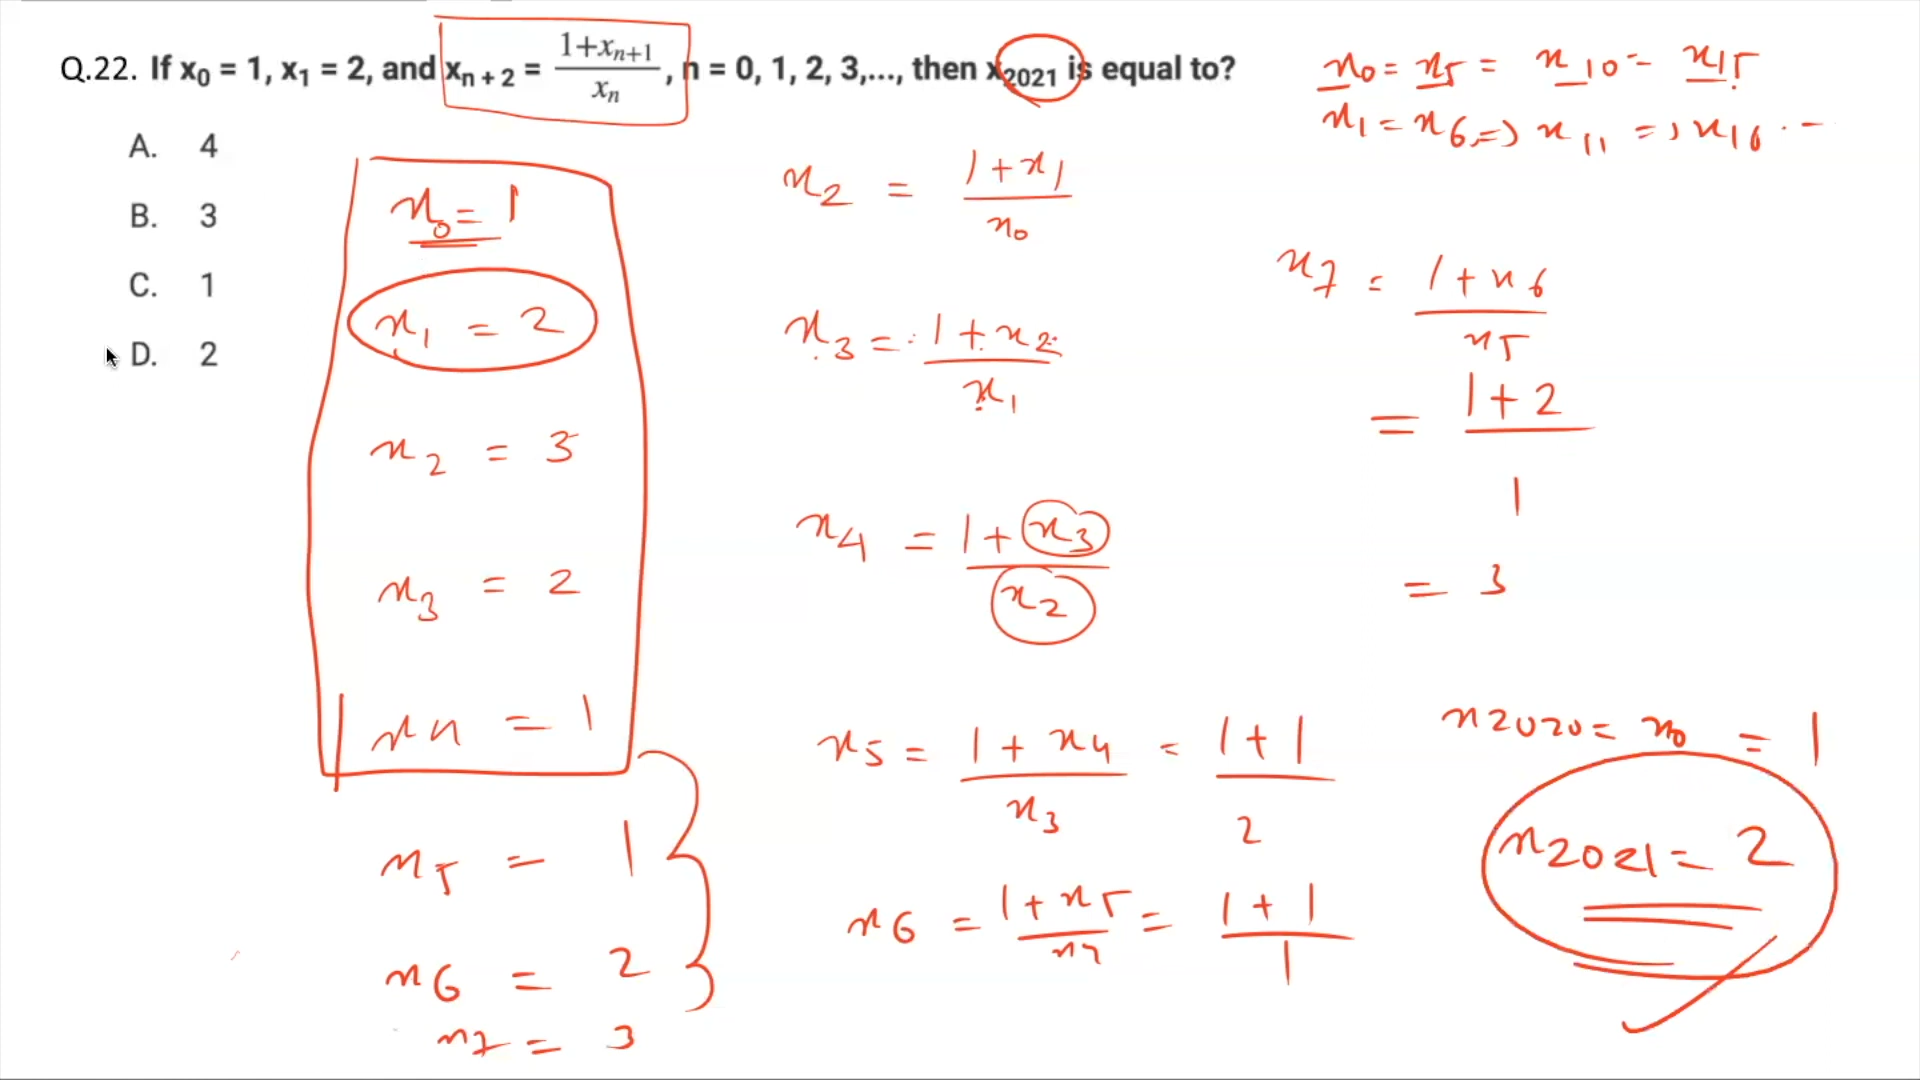 Q.22. If x₀ = 1, x₁ = 2, and xₙ₊₂ = (1+xₙ₊₁)/xₙ, n = 0, 1, 2, 3,..., then x₂₀₂₁ is equal to?
A. 4
B. 3
C. 1
D. 2
x₀ = 1
x₁ = 2
x₂ = 3
x₃ = 2
x₄ = 1
x₅ = 1
x₆ = 2
x₇ = 3
x₂ = (1+x₁)/x₀
x₃ = (1+x₂)/x₁
x₄ = (1+x₃)/x₂
x₅ = (1+x₄)/x₃ = (1+1)/2
x₆ = (1+x₅)/x₄ = (1+1)/1
x₀ = x₅ = x₁₀ = x₁₅
x₁ = x₆ => x₁₁ => x₁₆ . -
x₇ = (1+x₆)/x₅
= (1+2)/1
= 3
x₂₀₂₀ = x₀ = 1
x₂₀₂₁ = 2